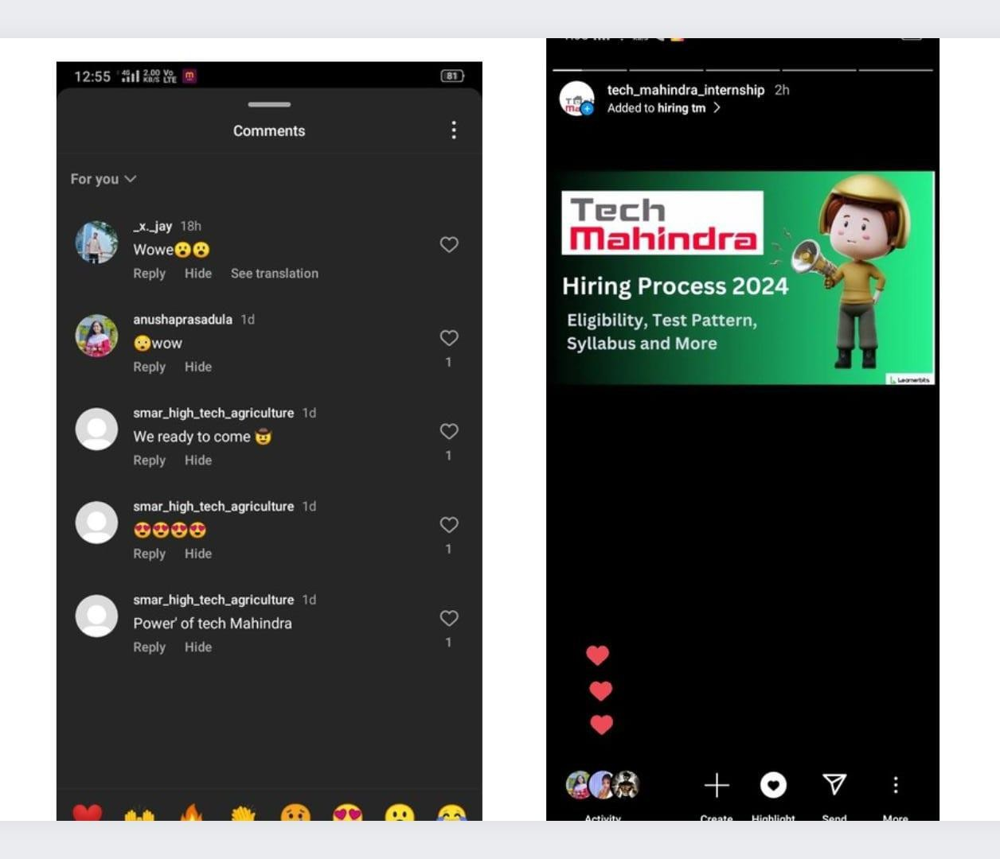 12:55 4G 2.00 KB/S Vo LTE m 81
Comments
For you
_x._jay 18h
Wowe😮😮
Reply Hide See translation
anushaprasadula 1d
😮wow
1
Reply Hide
smar_high_tech_agriculture 1d
We ready to come 🤠
1
Reply Hide
smar_high_tech_agriculture 1d
😍😍😍😍
1
Reply Hide
smar_high_tech_agriculture 1d
Power' of tech Mahindra
1
Reply Hide
tech_mahindra_internship 2h
Added to hiring tm
Tech
Mahindra
Hiring Process 2024
Eligibility, Test Pattern,
Syllabus and More
Learnerbits
Activity Create Highlight Send More